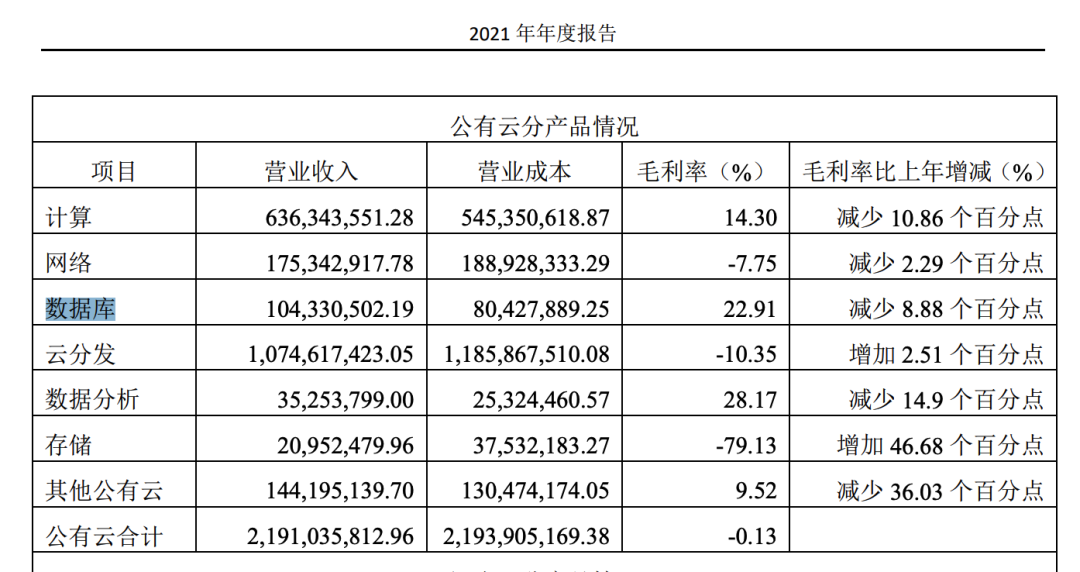 2021 年年度报告
公有云分产品情况
项目 营业收入 营业成本 毛利率（%） 毛利率比上年增减（%）
计算 636,343,551.28 545,350,618.87 14.30 减少 10.86 个百分点
网络 175,342,917.78 188,928,333.29 -7.75 减少 2.29 个百分点
数据库 104,330,502.19 80,427,889.25 22.91 减少 8.88 个百分点
云分发 1,074,617,423.05 1,185,867,510.08 -10.35 增加 2.51 个百分点
数据分析 35,253,799.00 25,324,460.57 28.17 减少 14.9 个百分点
存储 20,952,479.96 37,532,183.27 -79.13 增加 46.68 个百分点
其他公有云 144,195,139.70 130,474,174.05 9.52 减少 36.03 个百分点
公有云合计 2,191,035,812.96 2,193,905,169.38 -0.13